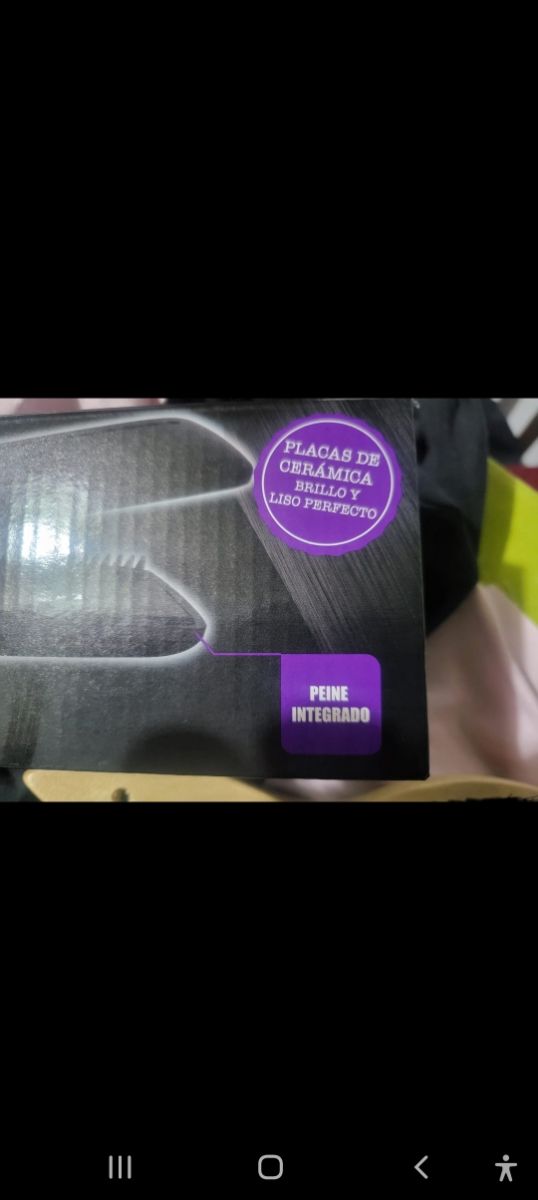 PLACAS DE
CERÁMICA
BRILLO Y
LISO PERFECTO
PEINE
INTEGRADO